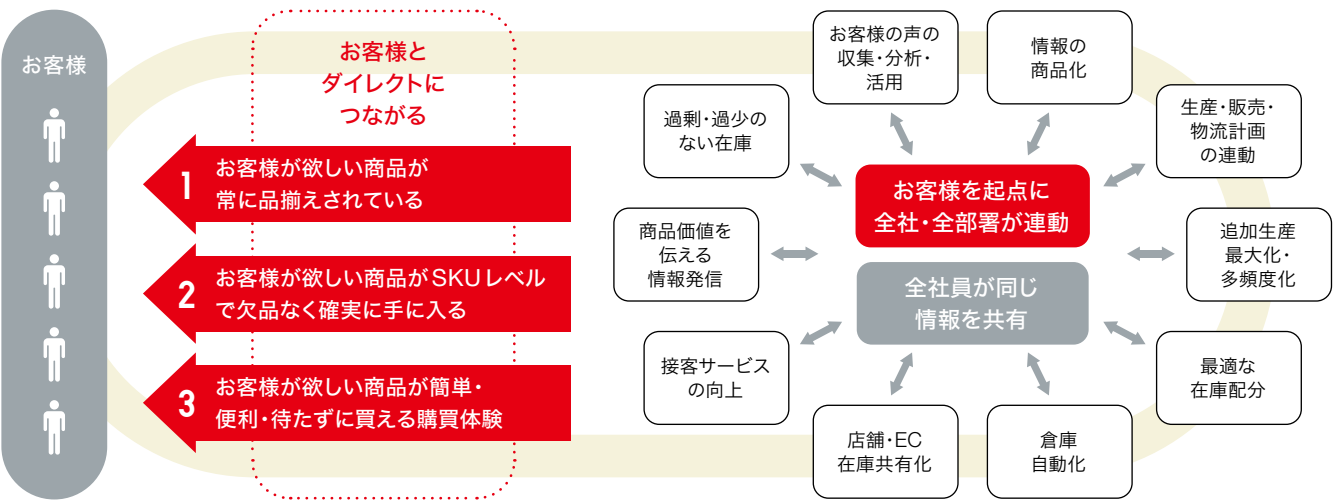 お客様
お客様と
ダイレクトに
つながる
1
お客様が欲しい商品が
常に品揃えされている
2
お客様が欲しい商品がSKUレベル
で欠品なく確実に手に入る
3
お客様が欲しい商品が簡単・
便利・待たずに買える購買体験
お客様の声の
収集・分析・
活用
情報の
商品化
過剰・過少の
ない在庫
生産・販売・
物流計画
の連動
お客様を起点に
全社・全部署が連動
商品価値を
伝える
情報発信
追加生産
最大化・
多頻度化
全社員が同じ
情報を共有
接客サービス
の向上
最適な
在庫配分
店舗・EC
在庫共有化
倉庫
自動化